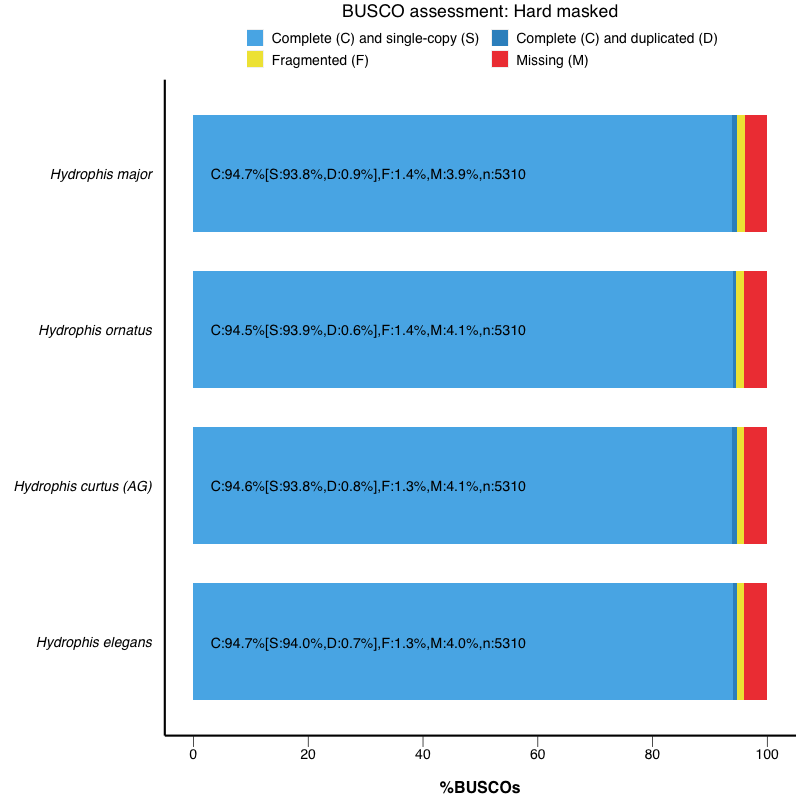 BUSCO assessment: Hard masked
Complete (C) and single-copy (S) Complete (C) and duplicated (D)
Fragmented (F) Missing (M)
Hydrophis major C:94.7%[S:93.8%,D:0.9%],F:1.4%,M:3.9%,n:5310
Hydrophis ornatus C:94.5%[S:93.9%,D:0.6%],F:1.4%,M:4.1%,n:5310
Hydrophis curtus (AG) C:94.6%[S:93.8%,D:0.8%],F:1.3%,M:4.1%,n:5310
Hydrophis elegans C:94.7%[S:94.0%,D:0.7%],F:1.3%,M:4.0%,n:5310
0 20 40 60 80 100
%BUSCOs